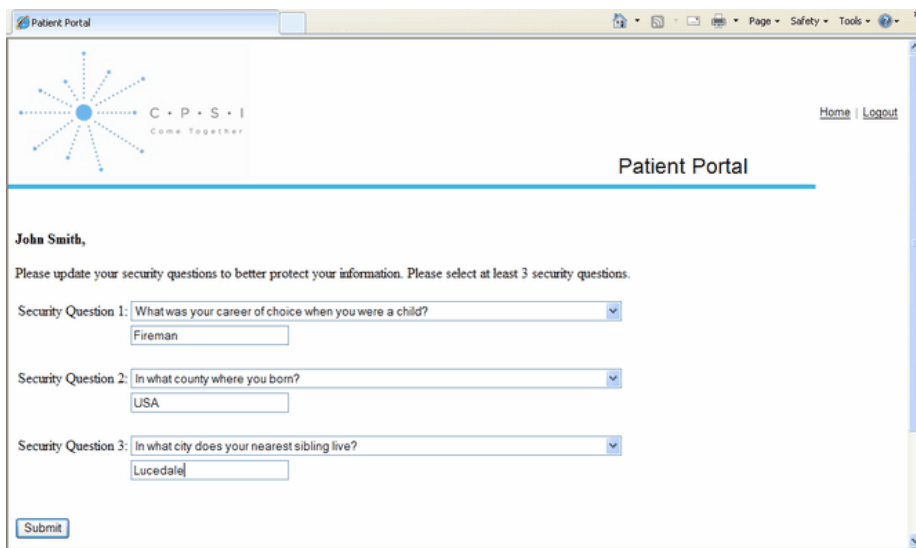 Patient Portal
Page Safety Tools
C • P • S • I
Come Together
Home | Logout
Patient Portal
John Smith,
Please update your security questions to better protect your information. Please select at least 3 security questions.
Security Question 1: What was your career of choice when you were a child?
Fireman
Security Question 2: In what county where you born?
USA
Security Question 3: In what city does your nearest sibling live?
Lucedale
Submit